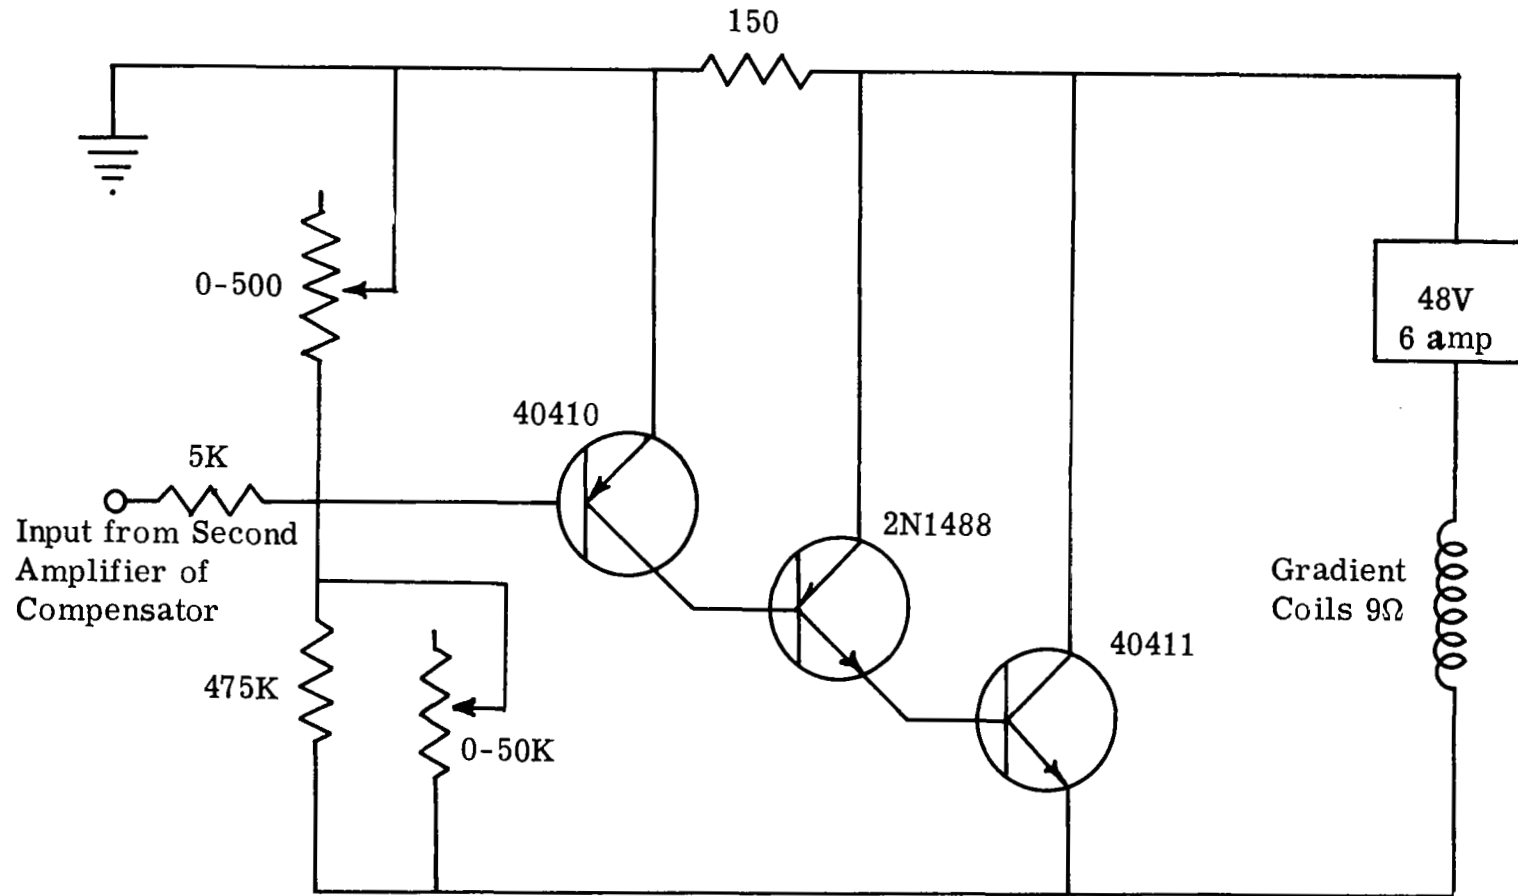 150
0-500
48V
6 amp
40410
5K
2N1488
Input from Second
Amplifier of
Compensator
Gradient
Coils 9Ω
40411
475K
0-50K